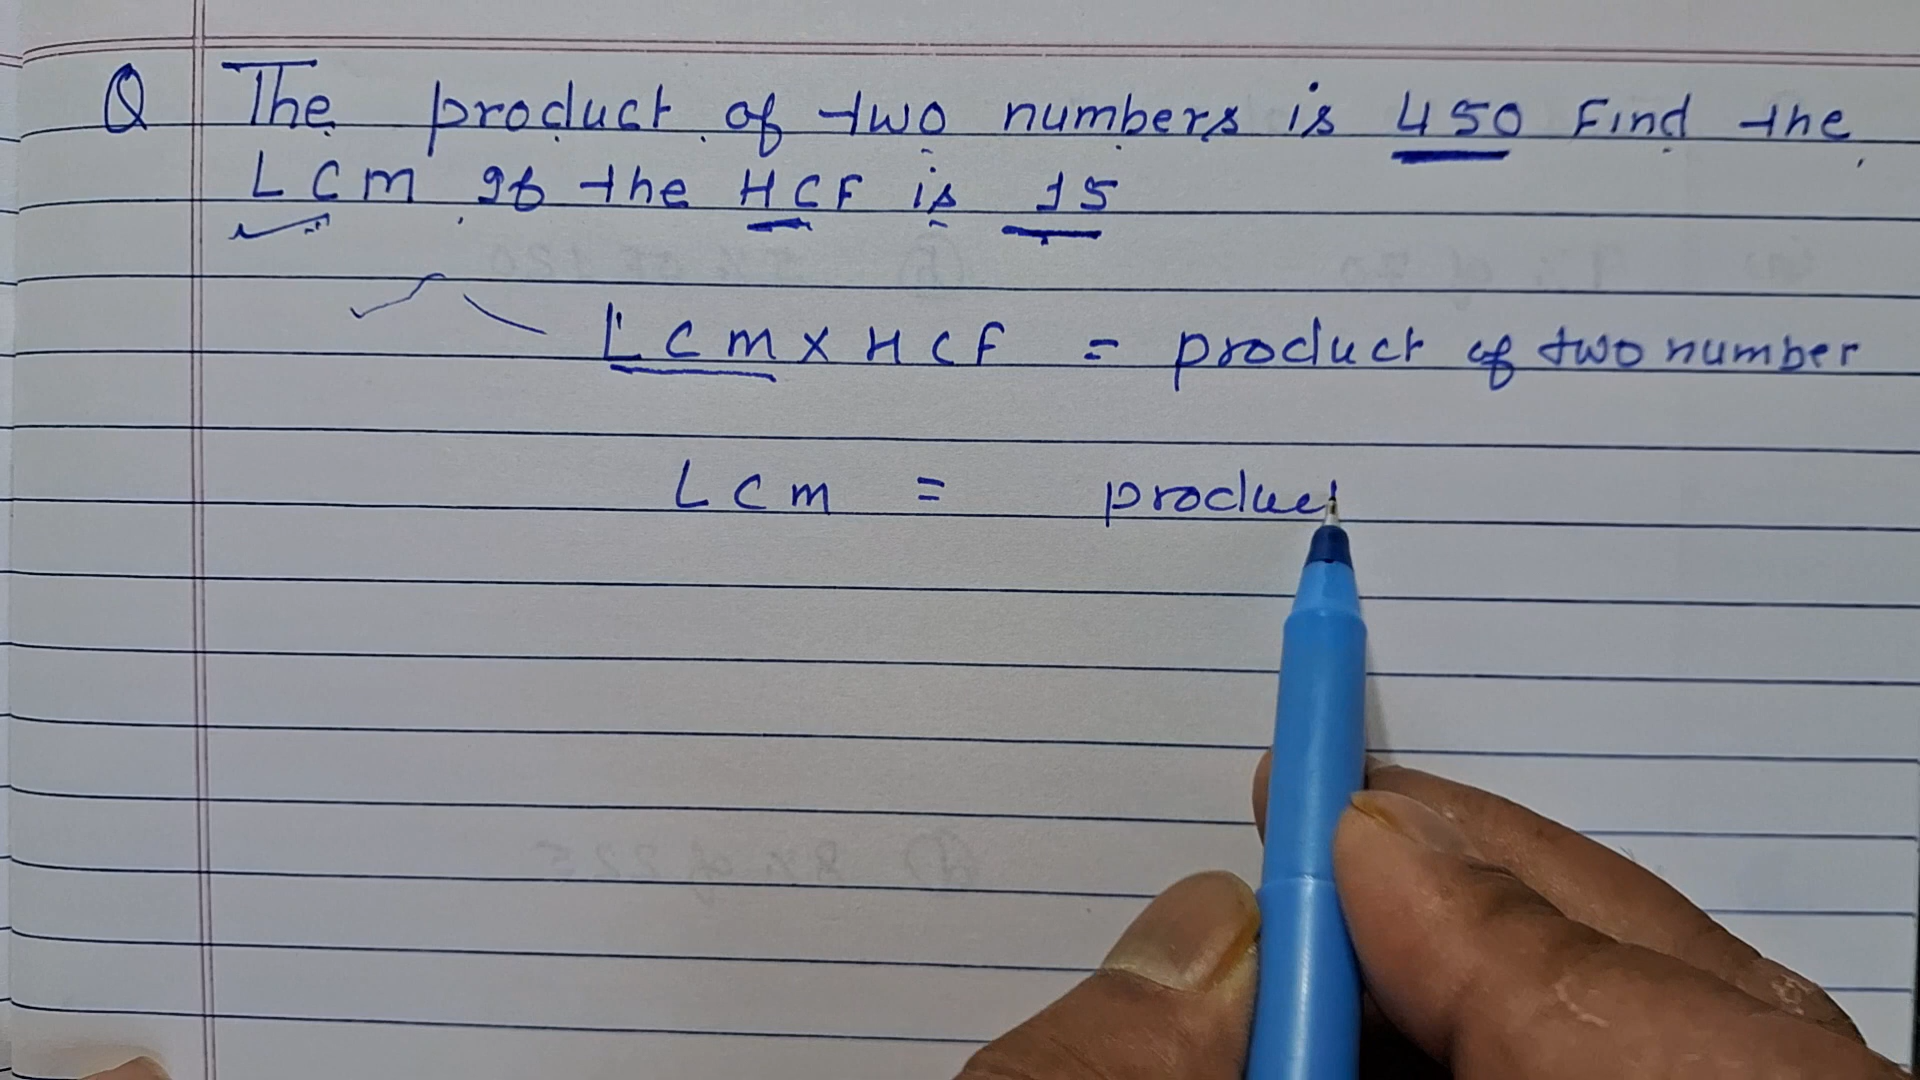 Q The product of two numbers is 450 Find the
LCM If the HCF is 15
LCM x HCF = product of two number
LCM = product